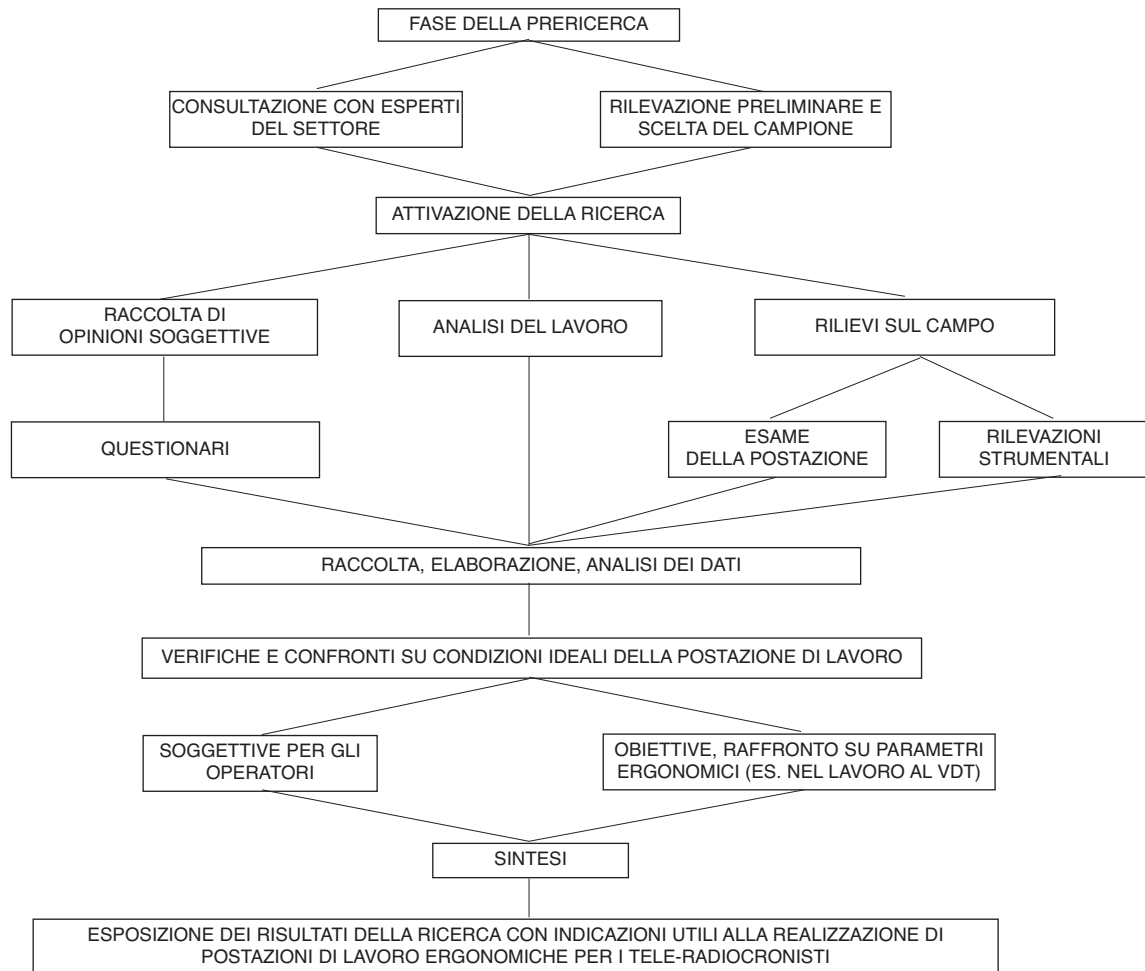 FASE DELLA PRERICERCA
CONSULTAZIONE CON ESPERTI
DEL SETTORE
RILEVAZIONE PRELIMINARE E
SCELTA DEL CAMPIONE
ATTIVAZIONE DELLA RICERCA
RACCOLTA DI
OPINIONI SOGGETTIVE
ANALISI DEL LAVORO
RILIEVI SUL CAMPO
QUESTIONARI
ESAME
DELLA POSTAZIONE
RILEVAZIONI
STRUMENTALI
RACCOLTA, ELABORAZIONE, ANALISI DEI DATI
VERIFICHE E CONFRONTI SU CONDIZIONI IDEALI DELLA POSTAZIONE DI LAVORO
SOGGETTIVE PER GLI
OPERATORI
OBIETTIVE, RAFFRONTO SU PARAMETRI
ERGONOMICI (ES. NEL LAVORO AL VDT)
SINTESI
ESPOSIZIONE DEI RISULTATI DELLA RICERCA CON INDICAZIONI UTILI ALLA REALIZZAZIONE DI
POSTAZIONI DI LAVORO ERGONOMICHE PER I TELE-RADIOCRONISTI